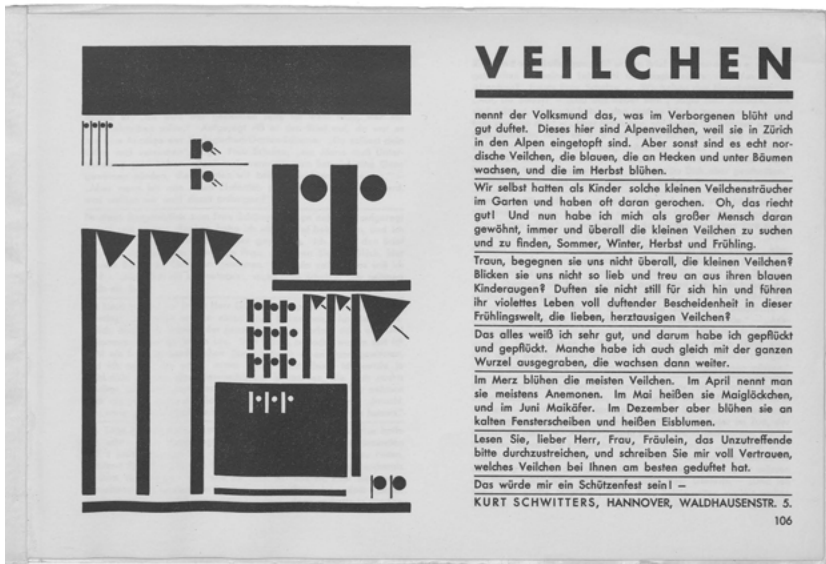 VEILCHEN
nennt der Volksmund das, was im Verborgenen blüht und
gut duftet. Dieses hier sind Alpenveilchen, weil sie in Zürich
in den Alpen eingetopft sind. Aber sonst sind es echt nor-
dische Veilchen, die blauen, die an Hecken und unter Bäumen
wachsen, und die im Herbst blühen.
Wir selbst hatten als Kinder solche kleinen Veilchensträucher
im Garten und haben oft daran gerochen. Oh, das riecht
gut! Und nun habe ich mich als großer Mensch daran
gewöhnt, immer und überall die kleinen Veilchen zu suchen
und zu finden, Sommer, Winter, Herbst und Frühling.
Traun, begegnen sie uns nicht überall, die kleinen Veilchen?
Blicken sie uns nicht so lieb und treu an aus ihren blauen
Kinderaugen? Duften sie nicht still für sich hin und führen
ihr violettes Leben voll duftender Bescheidenheit in dieser
Frühlingswelt, die lieben, herztausigen Veilchen?
Das alles weiß ich sehr gut, und darum habe ich gepflückt
und gepflückt. Manche habe ich auch gleich mit der ganzen
Wurzel ausgegraben, die wachsen dann weiter.
Im Merz blühen die meisten Veilchen. Im April nennt man
sie meistens Anemonen. Im Mai heißen sie Maiglöckchen,
und im Juni Maikäfer. Im Dezember aber blühen sie an
kalten Fensterscheiben und heißen Eisblumen.
Lesen Sie, lieber Herr, Frau, Fräulein, das Unzutreffende
bitte durchzustreichen, und schreiben Sie mir voll Vertrauen,
welches Veilchen bei Ihnen am besten geduftet hat.
Das würde mir ein Schützenfest sein! —
KURT SCHWITTERS, HANNOVER, WALDHAUSENSTR. 5.
106